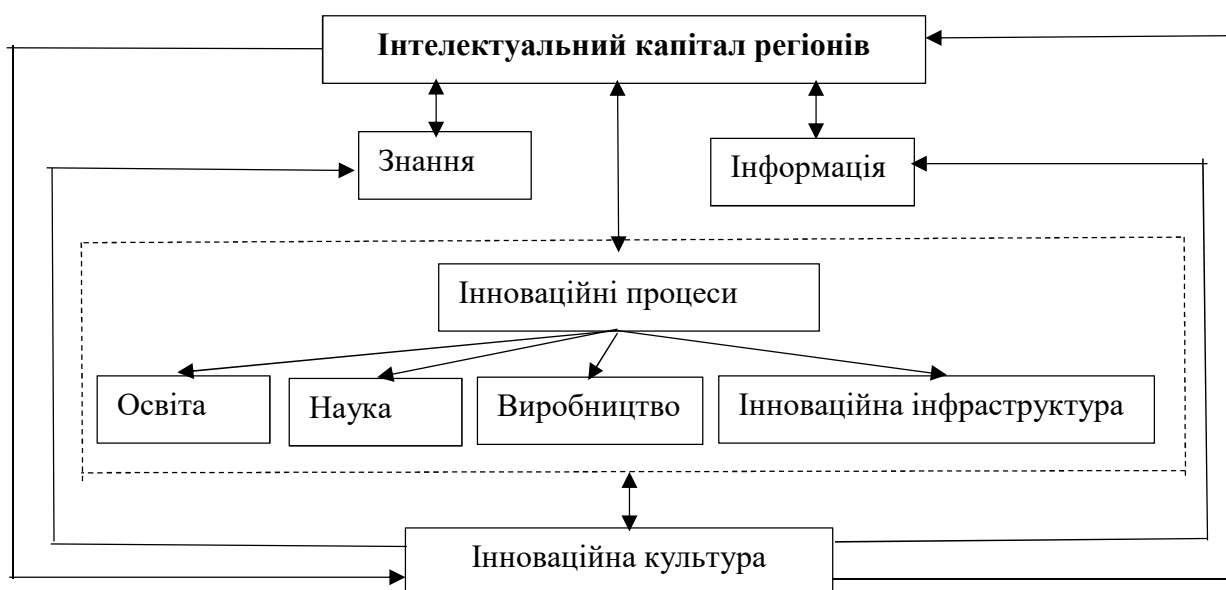 Інтелектуальний капітал регіонів
Знання
Інформація
Інноваційні процеси
Освіта
Наука
Виробництво
Інноваційна інфраструктура
Інноваційна культура